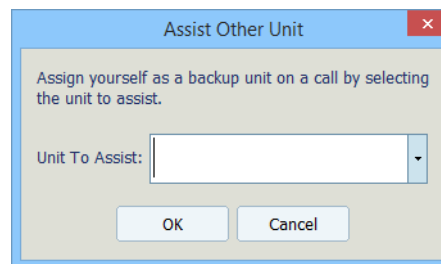 Assist Other Unit
Assign yourself as a backup unit on a call by selecting
the unit to assist.
Unit To Assist:
OK Cancel